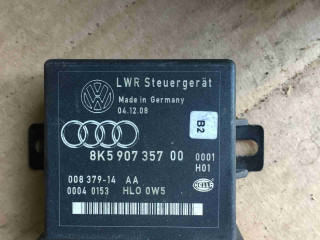 LWR Steuergerät
Made in Germany
04.12.08
B2
8K5 907 357 00 0001
H01
008 379-14 AA
0004 0153 HLO 0W5
HELLA